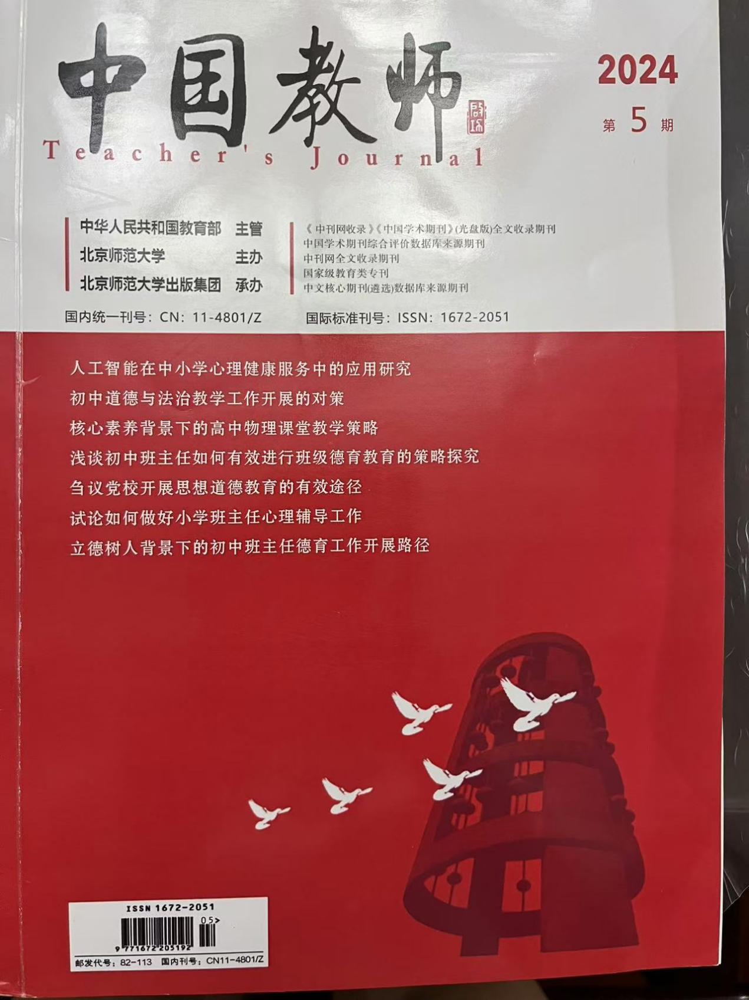 中国教师
启功
Teacher's Journal
2024
第 5 期
中华人民共和国教育部 主管
北京师范大学 主办
北京师范大学出版集团 承办
《中刊网收录》《中国学术期刊》(光盘版)全文收录期刊
中国学术期刊综合评价数据库来源期刊
中刊网全文收录期刊
国家级教育类专刊
中文核心期刊(遴选)数据库来源期刊
国内统一刊号：CN：11-4801/Z
国际标准刊号：ISSN：1672-2051
人工智能在中小学心理健康服务中的应用研究
初中道德与法治教学工作开展的对策
核心素养背景下的高中物理课堂教学策略
浅谈初中班主任如何有效进行班级德育教育的策略探究
刍议党校开展思想道德教育的有效途径
试论如何做好小学班主任心理辅导工作
立德树人背景下的初中班主任德育工作开展路径
ISSN 1672-2051
05>
9 771672 205192
邮发代号：82-113 国内刊号：CN11-4801/Z